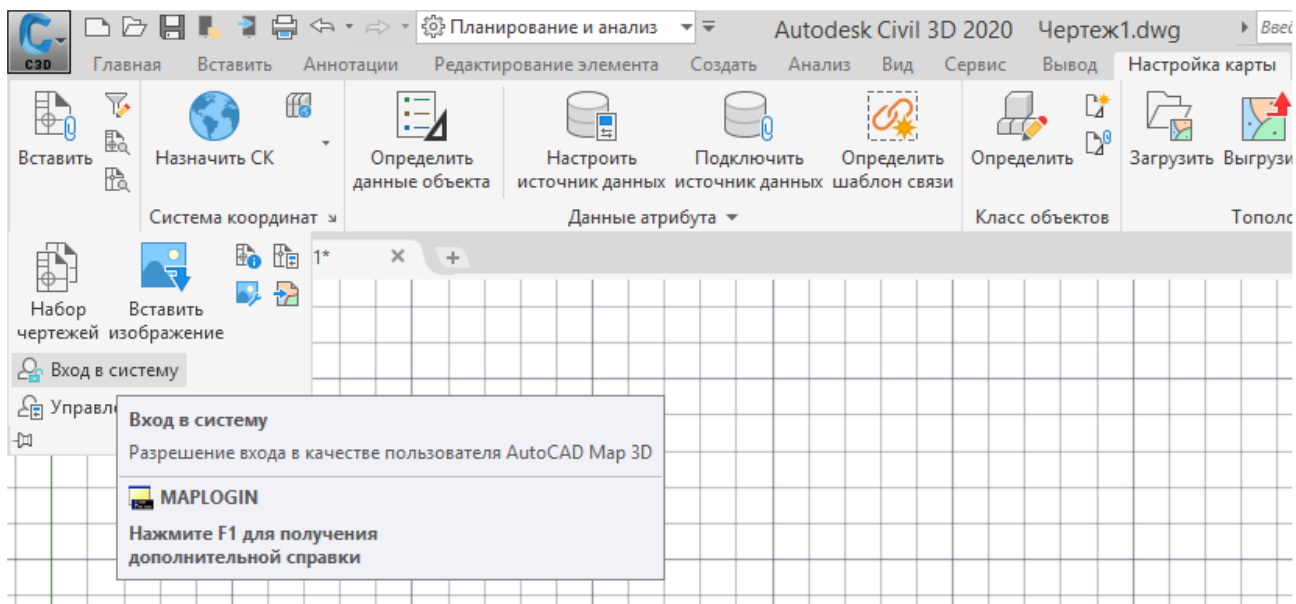 Планирование и анализ
Autodesk Civil 3D 2020 Чертеж1.dwg
C3D Главная Вставить Аннотации Редактирование элемента Создать Анализ Вид Сервис Вывод Настройка карты
Вставить
Назначить СК
Определить
данные объекта
Настроить
источник данных
Подключить
источник данных
Определить
шаблон связи
Определить
Загрузить
Система координат
Данные атрибута
Класс объектов
1*
Набор
чертежей
Вставить
изображение
Вход в систему
Вход в систему
Разрешение входа в качестве пользователя AutoCAD Map 3D
MAPLOGIN
Нажмите F1 для получения
дополнительной справки